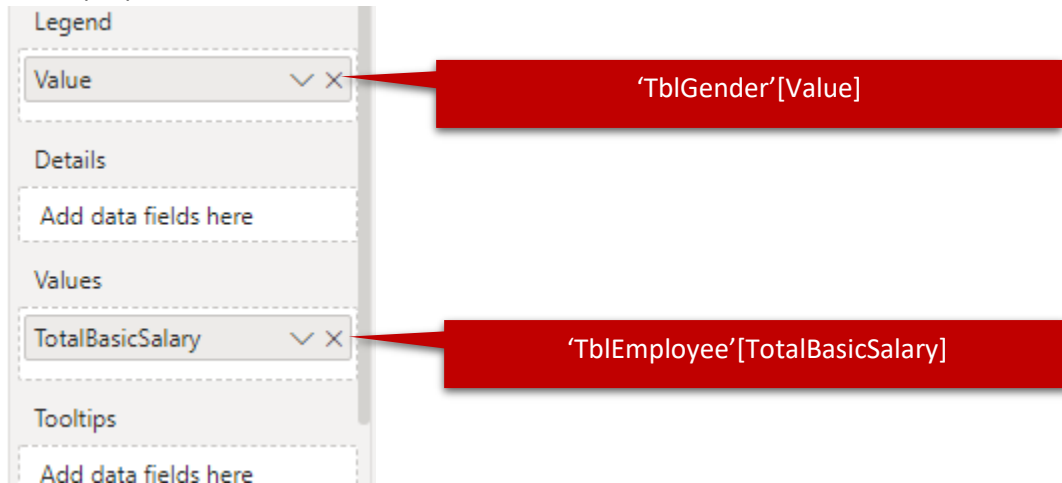 Legend
Value
‘TblGender’[Value]
Details
Add data fields here
Values
TotalBasicSalary
‘TblEmployee’[TotalBasicSalary]
Tooltips
Add data fields here